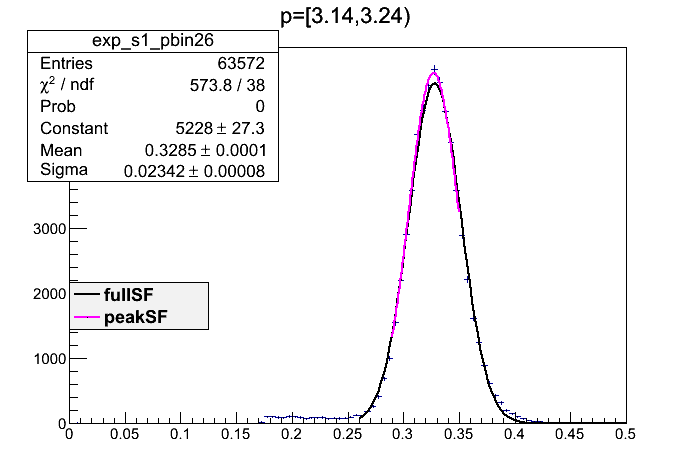 p=[3.14,3.24)
exp_s1_pbin26
Entries 63572
χ² / ndf 573.8 / 38
Prob 0
Constant 5228 ± 27.3
Mean 0.3285 ± 0.0001
Sigma 0.02342 ± 0.00008
3000
2000
fullSF
peakSF
1000
0
0 0.05 0.1 0.15 0.2 0.25 0.3 0.35 0.4 0.45 0.5